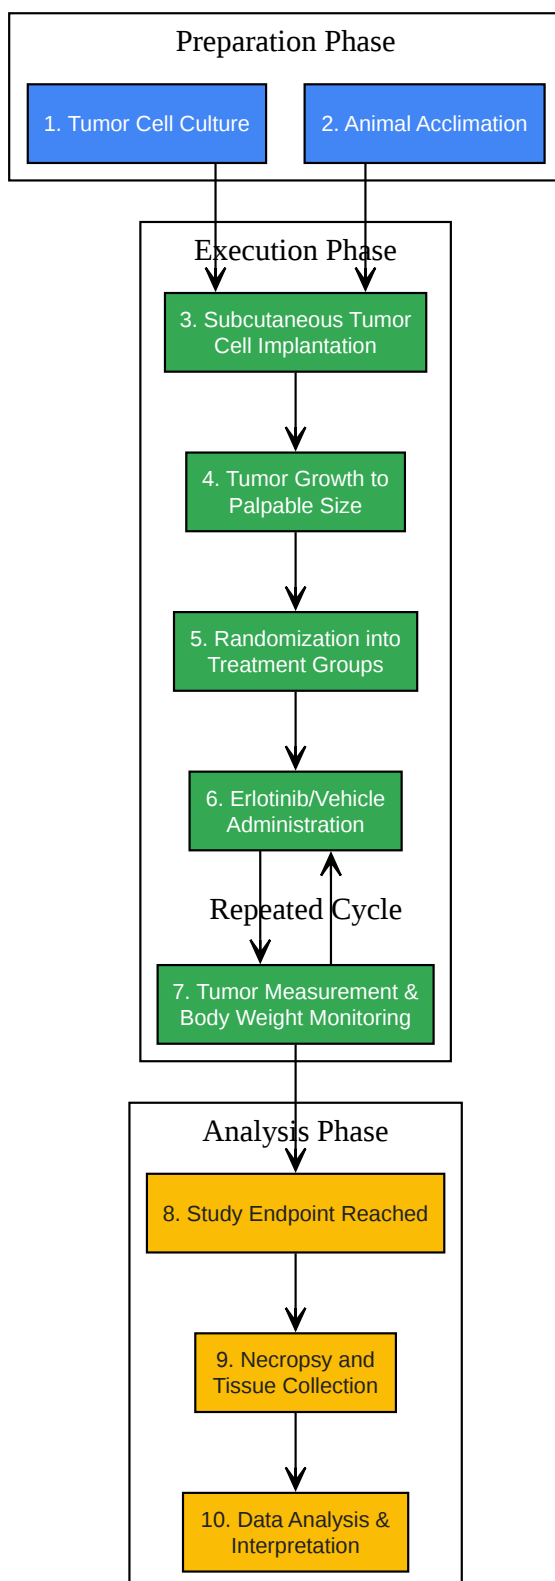 Preparation Phase
1. Tumor Cell Culture
2. Animal Acclimation
Execution Phase
3. Subcutaneous Tumor
Cell Implantation
4. Tumor Growth to
Palpable Size
5. Randomization into
Treatment Groups
6. Erlotinib/Vehicle
Administration
Repeated Cycle
7. Tumor Measurement &
Body Weight Monitoring
Analysis Phase
8. Study Endpoint Reached
9. Necropsy and
Tissue Collection
10. Data Analysis &
Interpretation